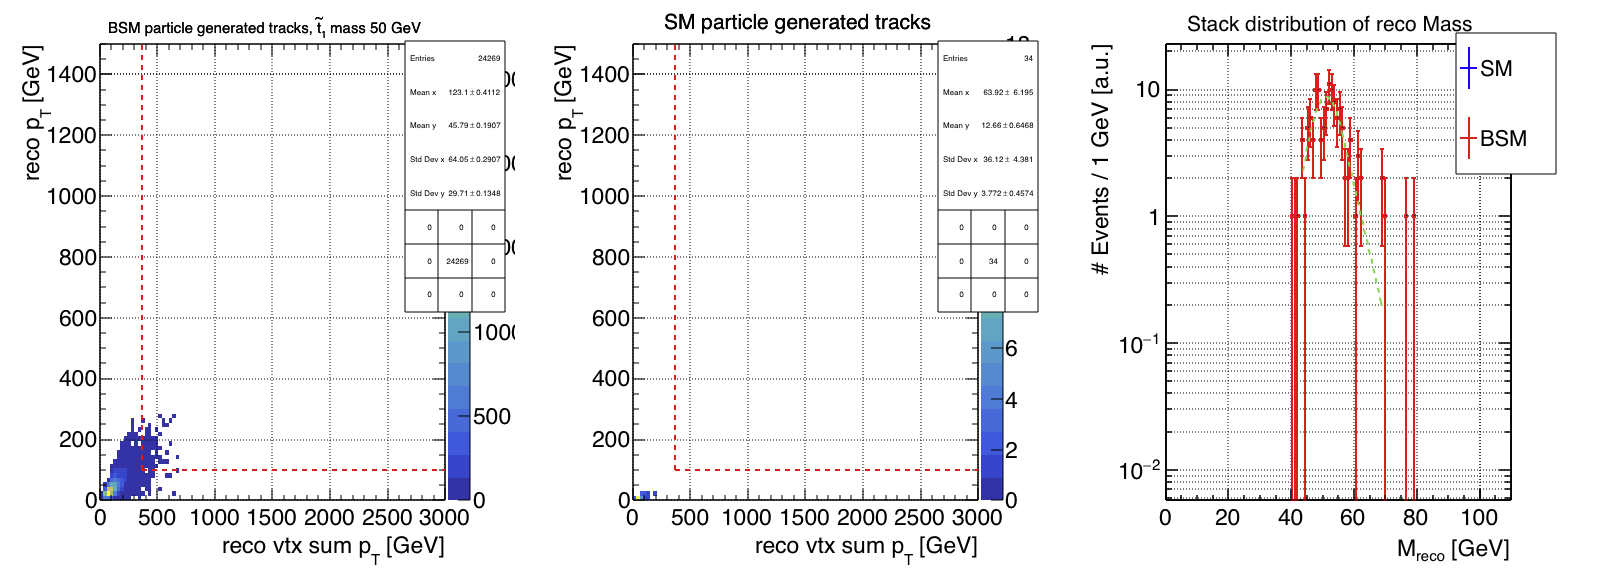 BSM particle generated tracks, t̃₁ mass 50 GeV
reco p_T [GeV]
1400
1200
1000
800
600
400
200
0
0 500 1000 1500 2000 2500 3000
reco vtx sum p_T [GeV]
Entries 24269
Mean x 123.1 ± 0.4112
Mean y 45.79 ± 0.1907
Std Dev x 64.05 ± 0.2907
Std Dev y 29.71 ± 0.1348
0 0 0
0 24269 0
0 0 0
500
0
SM particle generated tracks
reco p_T [GeV]
1400
1200
1000
800
600
400
200
0
0 500 1000 1500 2000 2500 3000
reco vtx sum p_T [GeV]
Entries 34
Mean x 63.92 ± 6.195
Mean y 12.66 ± 0.6468
Std Dev x 36.12 ± 4.381
Std Dev y 3.772 ± 0.4574
0 0 0
0 34 0
0 0 0
6
4
2
0
Stack distribution of reco Mass
# Events / 1 GeV [a.u.]
10
1
10⁻¹
10⁻²
0 20 40 60 80 100
M_reco [GeV]
SM
BSM